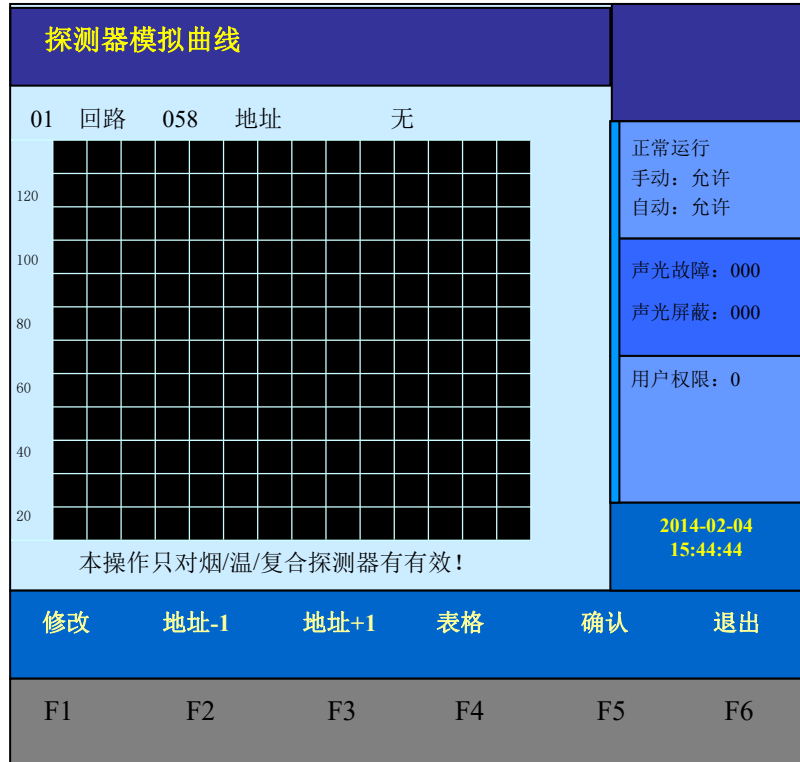 探测器模拟曲线
01 回路 058 地址 无
120
100
80
60
40
20
本操作只对烟/温/复合探测器有有效！
正常运行
手动：允许
自动：允许
声光故障：000
声光屏蔽：000
用户权限：0
2014-02-04
15:44:44
修改 地址-1 地址+1 表格 确认 退出
F1 F2 F3 F4 F5 F6